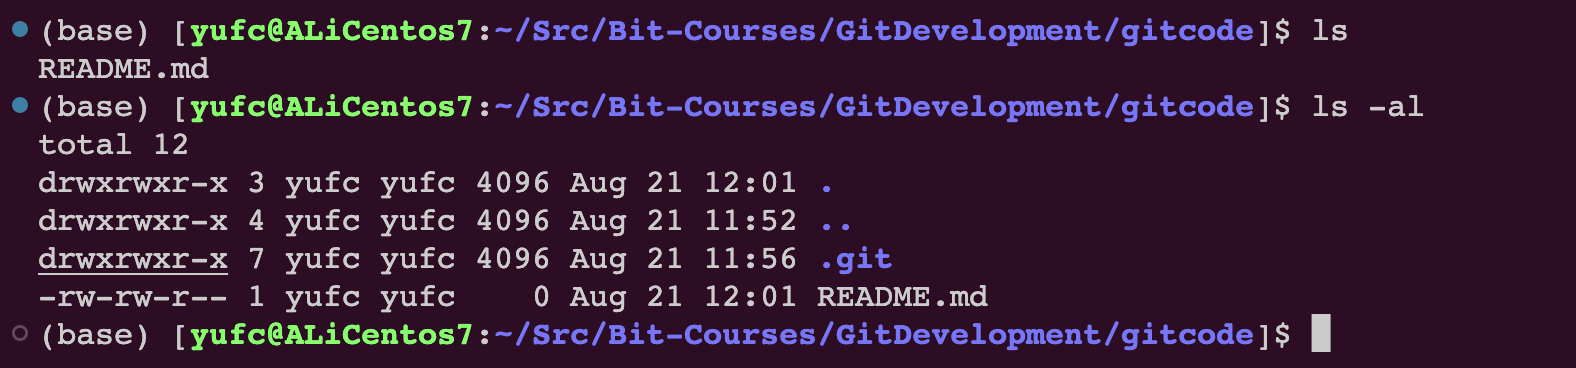 (base) [yufc@ALiCentos7:~/Src/Bit-Courses/GitDevelopment/gitcode]$ ls
README.md
(base) [yufc@ALiCentos7:~/Src/Bit-Courses/GitDevelopment/gitcode]$ ls -al
total 12
drwxrwxr-x 3 yufc yufc 4096 Aug 21 12:01 .
drwxrwxr-x 4 yufc yufc 4096 Aug 21 11:52 ..
drwxrwxr-x 7 yufc yufc 4096 Aug 21 11:56 .git
-rw-rw-r-- 1 yufc yufc    0 Aug 21 12:01 README.md
(base) [yufc@ALiCentos7:~/Src/Bit-Courses/GitDevelopment/gitcode]$